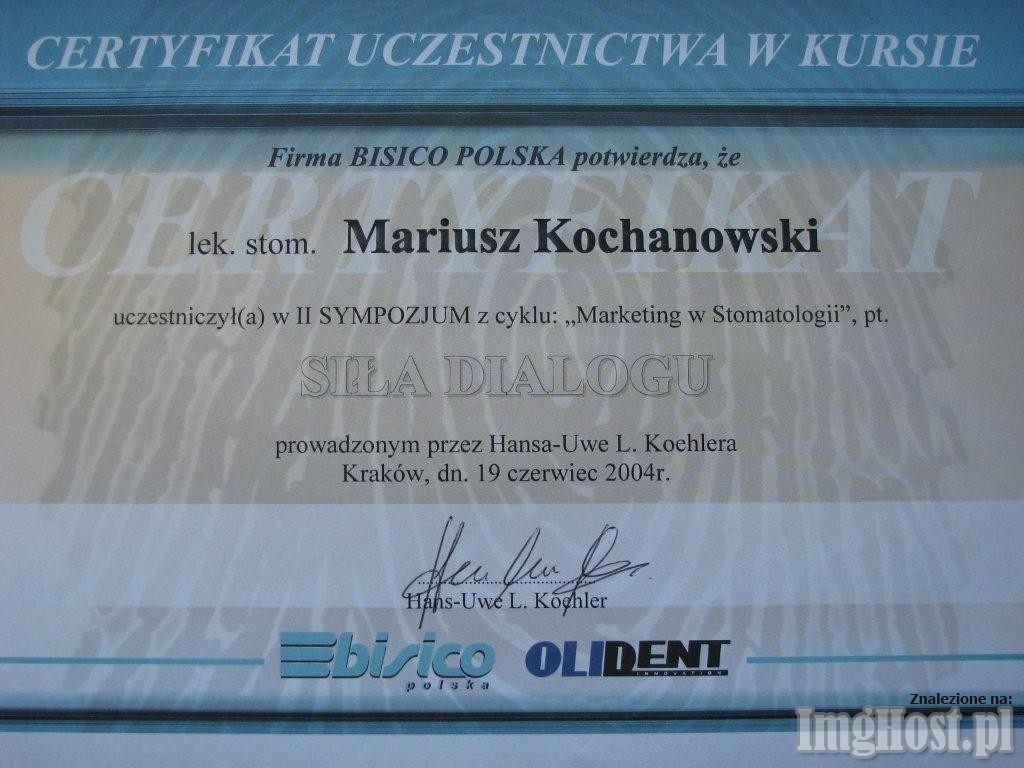 CERTYFIKAT UCZESTNICTWA W KURSIE
Firma BISICO POLSKA potwierdza, że
CERTYFIKAT
lek. stom. Mariusz Kochanowski
uczestniczył(a) w II SYMPOZJUM z cyklu: „Marketing w Stomatologii”, pt.
SIŁA DIALOGU
prowadzonym przez Hansa-Uwe L. Koehlera
Kraków, dn. 19 czerwiec 2004r.
Hans-Uwe L. Koehler
bisico
polska
OLIDENT
INNOVATION
Znalezione na:
ImgHost.pl